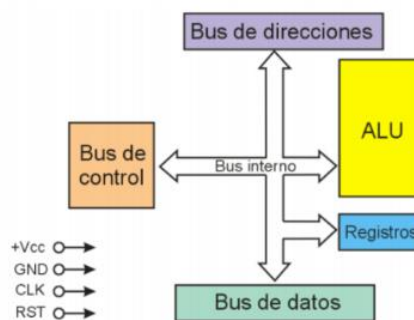 Bus de direcciones
ALU
Bus de
control
Bus interno
Registros
+Vcc
GND
CLK
RST
Bus de datos